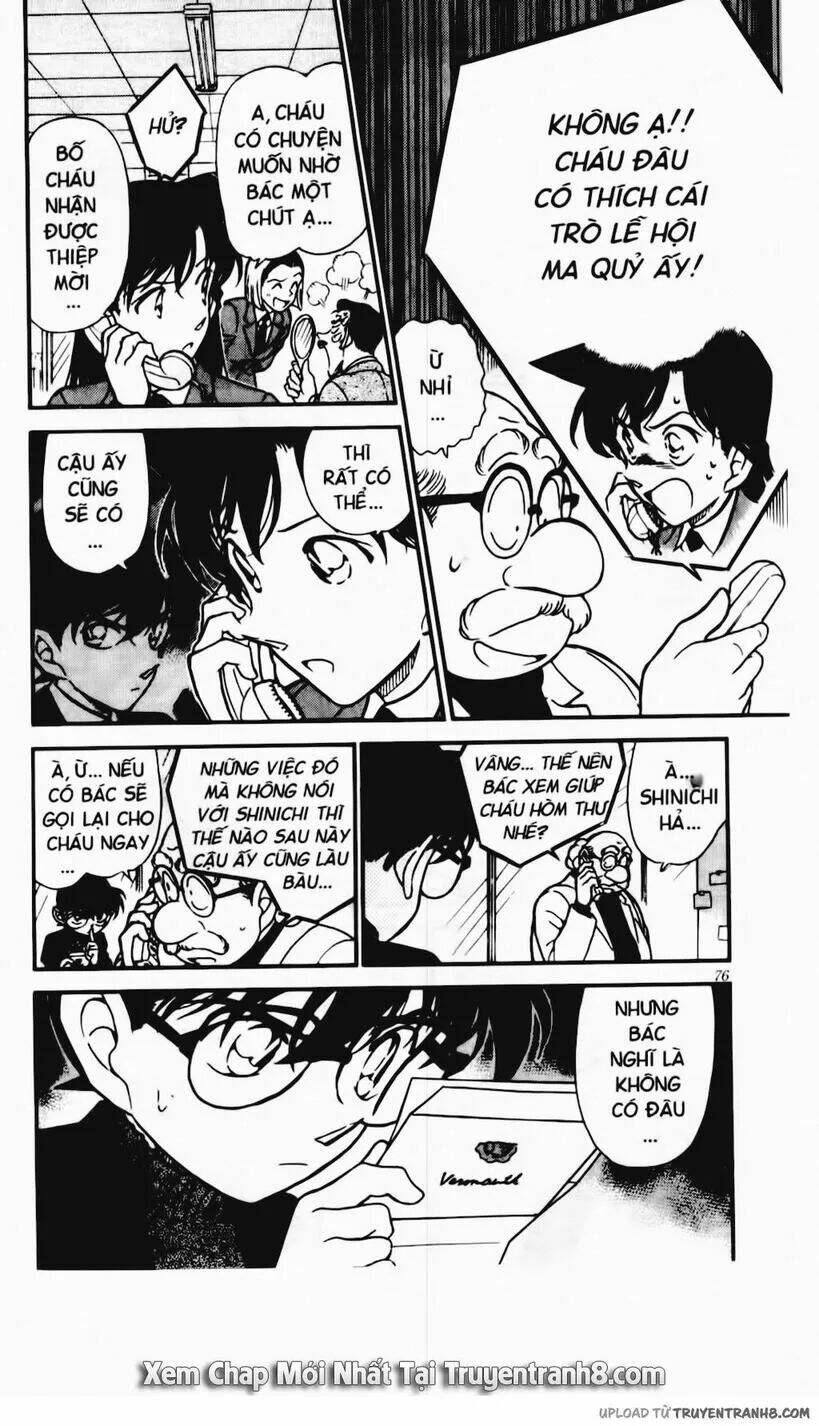 KHÔNG Ạ!!
CHÁU ĐÂU
CÓ THÍCH CÁI
TRÒ LỄ HỘI
MA QUỶ ẤY!
Ừ
NHỈ
...
A, CHÁU
CÓ CHUYỆN
MUỐN NHỜ
BÁC MỘT
CHÚT Ạ...
HỬ?
BỐ
CHÁU
NHẬN
ĐƯỢC
THIỆP
MỜI
...
THÌ
RẤT CÓ
THỂ...
CẬU ẤY
CŨNG
SẼ CÓ
...
À...
SHINICHI
HẢ...
VÂNG... THẾ NÊN
BÁC XEM GIÚP
CHÁU HÒM THƯ
NHÉ?
NHỮNG VIỆC ĐÓ
MÀ KHÔNG NÓI
VỚI SHINICHI THÌ
THẾ NÀO SAU NÀY
CẬU ẤY CŨNG LÀU
BÀU...
À, Ừ... NẾU
CÓ BÁC SẼ
GỌI LẠI CHO
CHÁU NGAY
...
76
NHƯNG
BÁC
NGHĨ LÀ
KHÔNG
CÓ ĐÂU
...
Vermouth
Xem Chap Mới Nhất Tại Truyentranh8.com
UPLOAD TỪ TRUYENTRANH8.COM